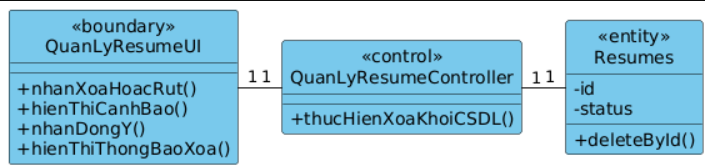 «boundary»
QuanLyResumeUI
+nhanXoaHoacRut()
+hienThiCanhBao()
+nhanDongY()
+hienThiThongBaoXoa()
1 1
«control»
QuanLyResumeController
+thucHienXoaKhoiCSDL()
1 1
«entity»
Resumes
-id
-status
+deleteById()